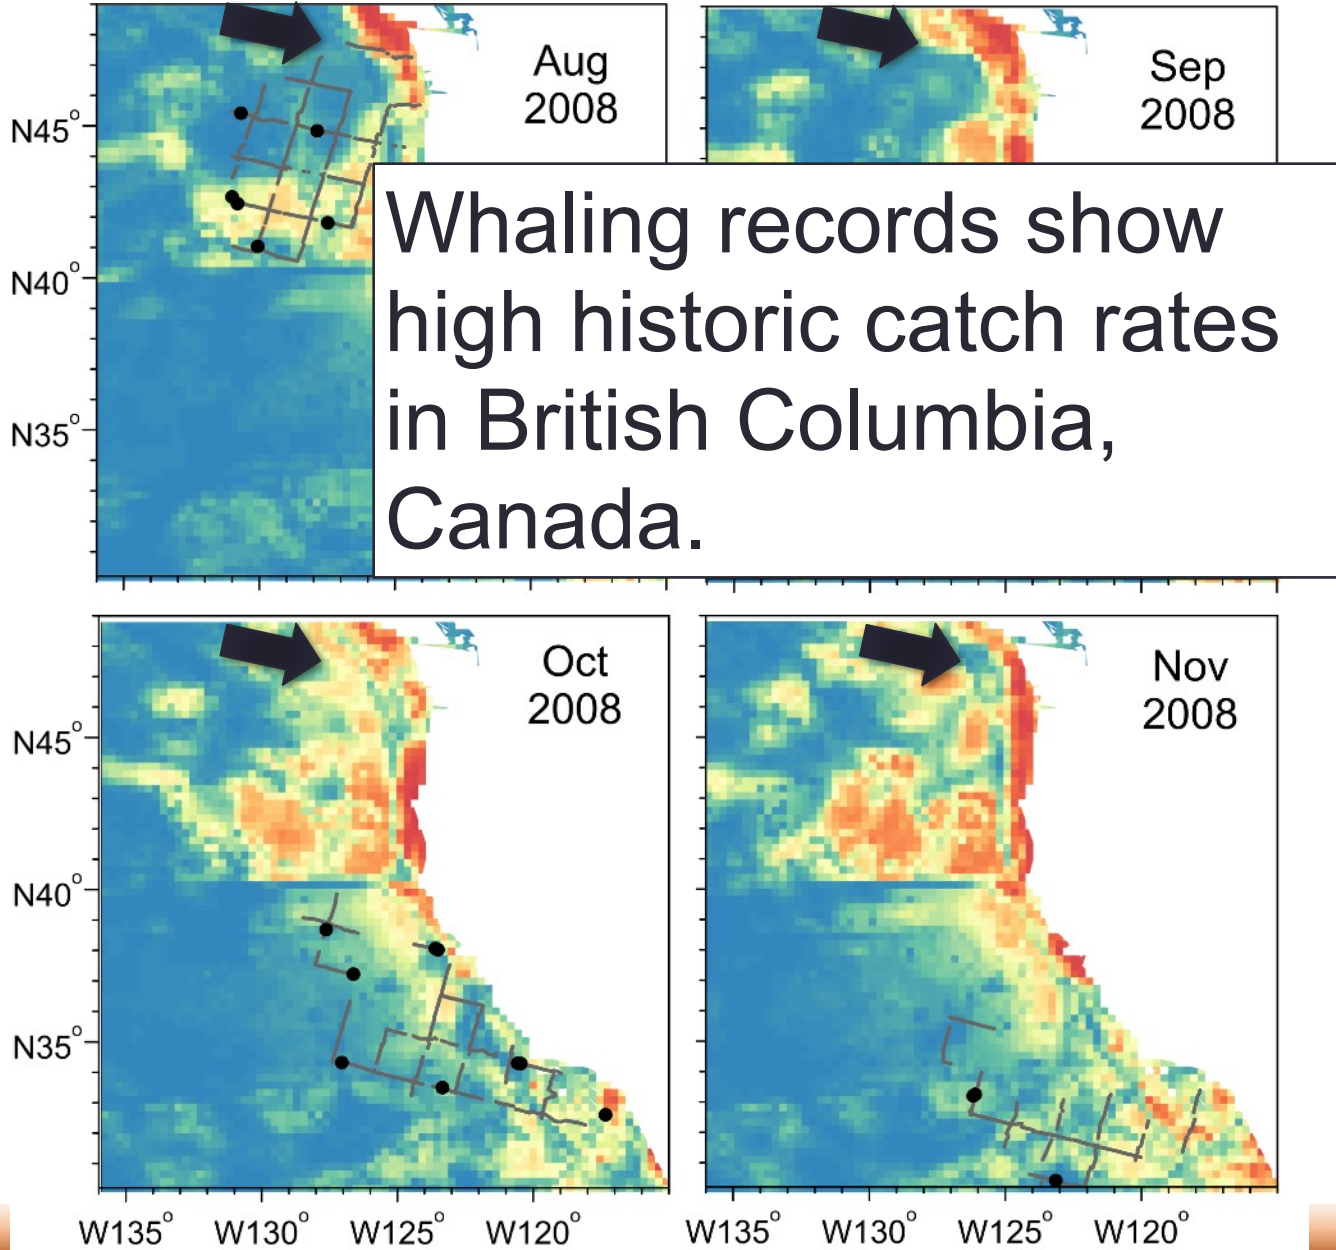 Aug
2008
Sep
2008
N45°
N40°
N35°
Whaling records show
high historic catch rates
in British Columbia,
Canada.
Oct
2008
Nov
2008
N45°
N40°
N35°
W135° W130° W125° W120°
W135° W130° W125° W120°